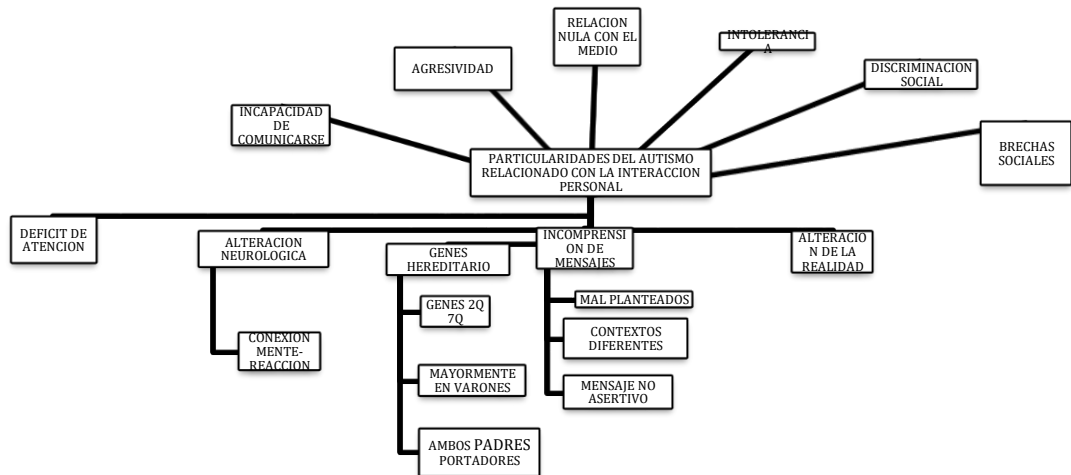 RELACION
NULA CON EL
MEDIO
INTOLERANCI
A
AGRESIVIDAD
DISCRIMINACION
SOCIAL
INCAPACIDAD
DE
COMUNICARSE
BRECHAS
SOCIALES
PARTICULARIDADES DEL AUTISMO
RELACIONADO CON LA INTERACCION
PERSONAL
DEFICIT DE
ATENCION
ALTERACION
NEUROLOGICA
GENES
HEREDITARIO
INCOMPRENSI
ON DE
MENSAJES
ALTERACIO
N DE LA
REALIDAD
CONEXION
MENTE-
REACCION
GENES 2Q
7Q
MAYORMENTE
EN VARONES
AMBOS PADRES
PORTADORES
MAL PLANTEADOS
CONTEXTOS
DIFERENTES
MENSAJE NO
ASERTIVO